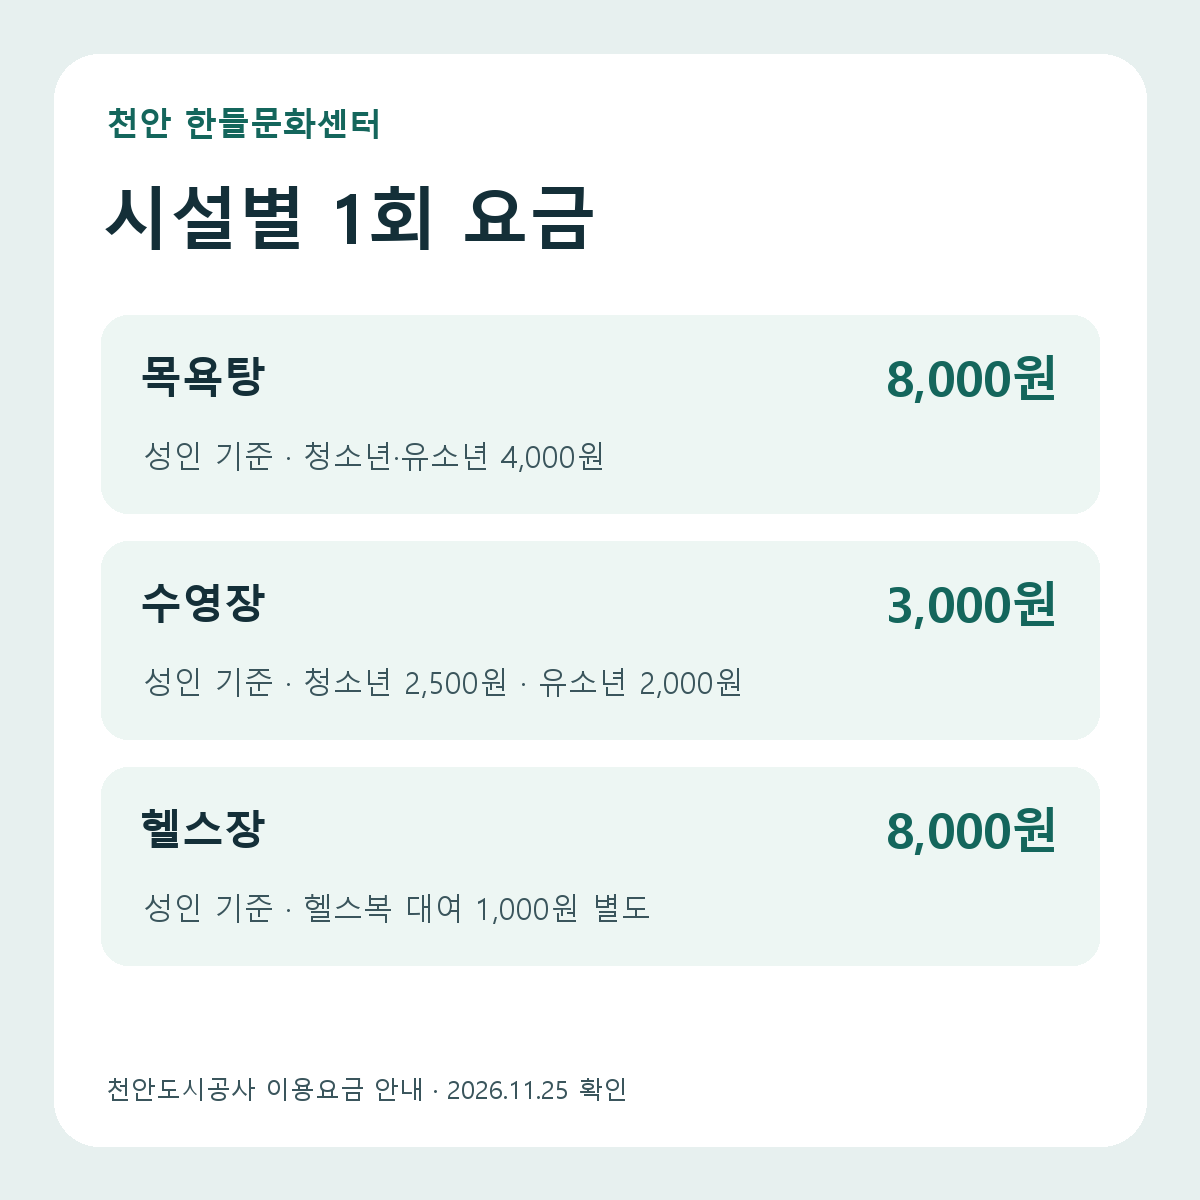 천안 한들문화센터
시설별 1회 요금
목욕탕 8,000원
성인 기준 · 청소년·유소년 4,000원
수영장 3,000원
성인 기준 · 청소년 2,500원 · 유소년 2,000원
헬스장 8,000원
성인 기준 · 헬스복 대여 1,000원 별도
천안도시공사 이용요금 안내 · 2026.11.25 확인